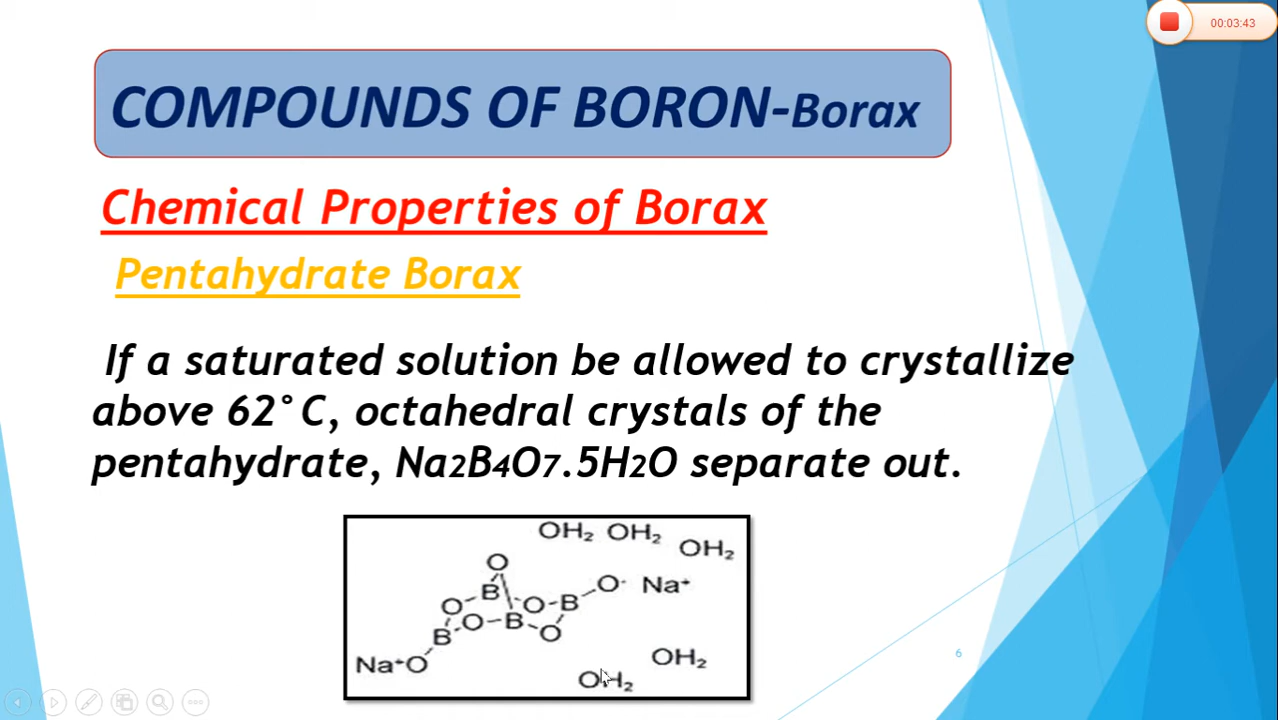 00:03:43
COMPOUNDS OF BORON-Borax
Chemical Properties of Borax
Pentahydrate Borax
If a saturated solution be allowed to crystallize
above 62°C, octahedral crystals of the
pentahydrate, Na2B4O7.5H2O separate out.
OH2 OH2
OH2
O
B
O- Na+
O
O
B
O
B
B
O
Na+O
OH2
OH2
6